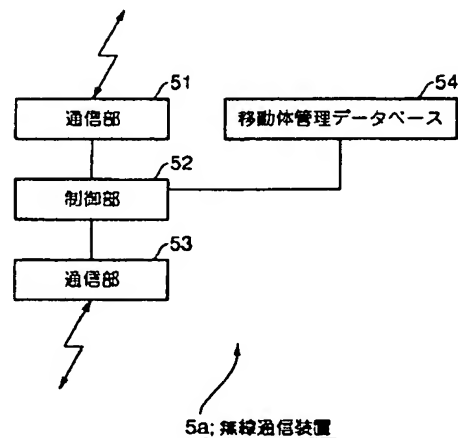 51
通信部
54
移動体管理データベース
52
制御部
53
通信部
5a; 無線通信装置